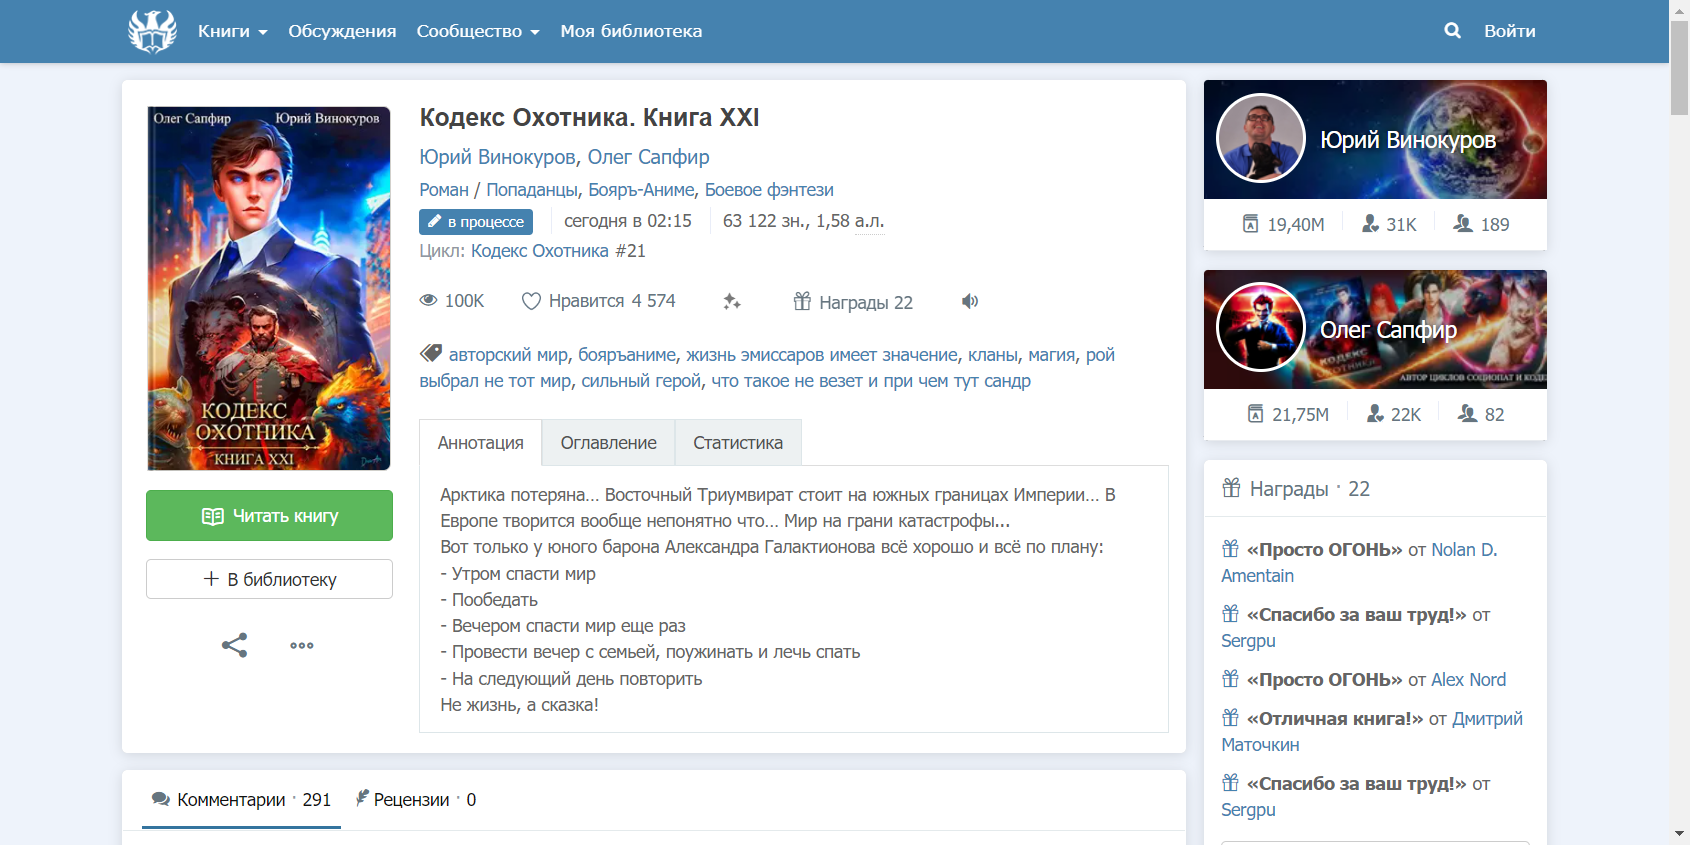 Книги
Обсуждения
Сообщество
Моя библиотека
Войти
Олег Сапфир
Юрий Винокуров
КОДЕКС
ОХОТНИКА
КНИГА XXI
Читать книгу
В библиотеку
Кодекс Охотника. Книга XXI
Юрий Винокуров, Олег Сапфир
Роман / Попаданцы, Бояръ-Аниме, Боевое фэнтези
в процессе
сегодня в 02:15
63 122 зн., 1,58 а.л.
Цикл: Кодекс Охотника #21
100K
Нравится 4 574
Награды 22
авторский мир, бояръаниме, жизнь эмиссаров имеет значение, кланы, магия, рой
выбрал не тот мир, сильный герой, что такое не везет и при чем тут сандр
Аннотация
Оглавление
Статистика
Арктика потеряна... Восточный Триумвират стоит на южных границах Империи... В
Европе творится вообще непонятно что... Мир на грани катастрофы...
Вот только у юного барона Александра Галактионова всё хорошо и всё по плану:
- Утром спасти мир
- Пообедать
- Вечером спасти мир еще раз
- Провести вечер с семьей, поужинать и лечь спать
- На следующий день повторить
Не жизнь, а сказка!
Комментарии · 291
Рецензии · 0
Юрий Винокуров
19,40M
31K
189
Олег Сапфир
КОДЕКС
ОХОТНИКА
АВТОР ЦИКЛОВ СОЦИОПАТ И КОДЕ
21,75M
22K
82
Награды · 22
«Просто ОГОНЬ» от Nolan D.
Amentain
«Спасибо за ваш труд!» от
Sergpu
«Просто ОГОНЬ» от Alex Nord
«Отличная книга!» от Дмитрий
Маточкин
«Спасибо за ваш труд!» от
Sergpu